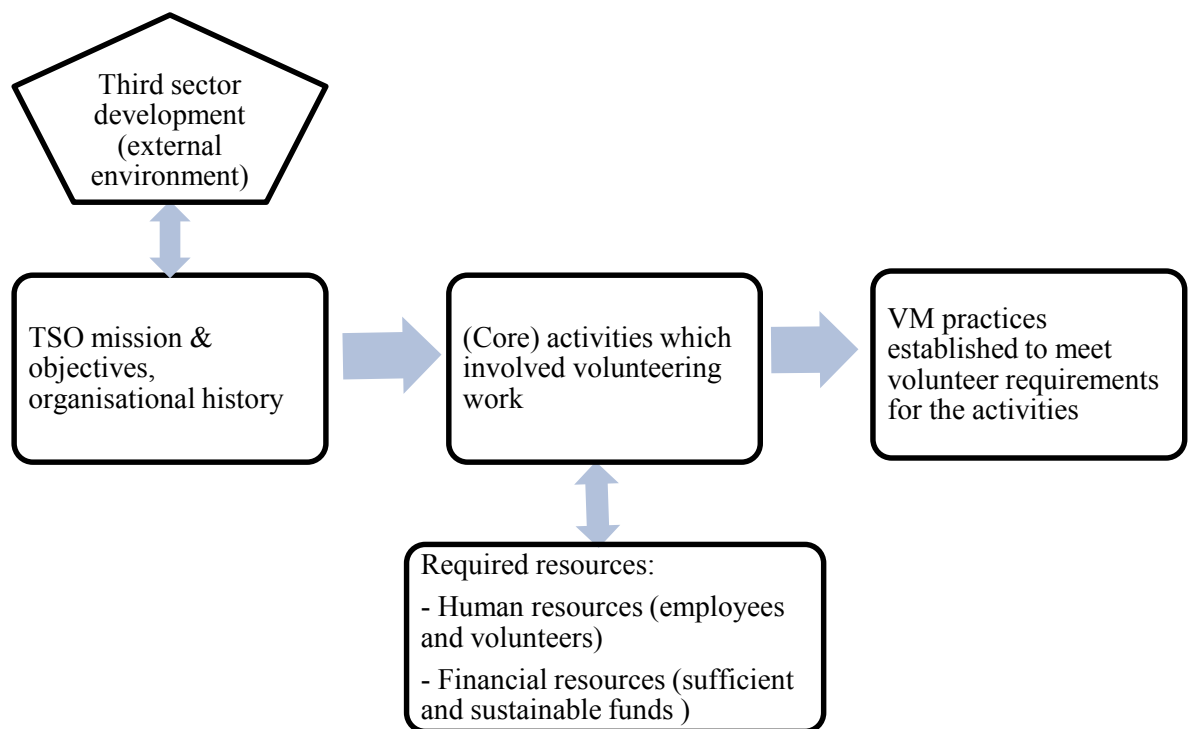 Third sector
development
(external
environment)
TSO mission &
objectives,
organisational history
(Core) activities which
involved volunteering
work
VM practices
established to meet
volunteer requirements
for the activities
Required resources:
- Human resources (employees
and volunteers)
- Financial resources (sufficient
and sustainable funds )